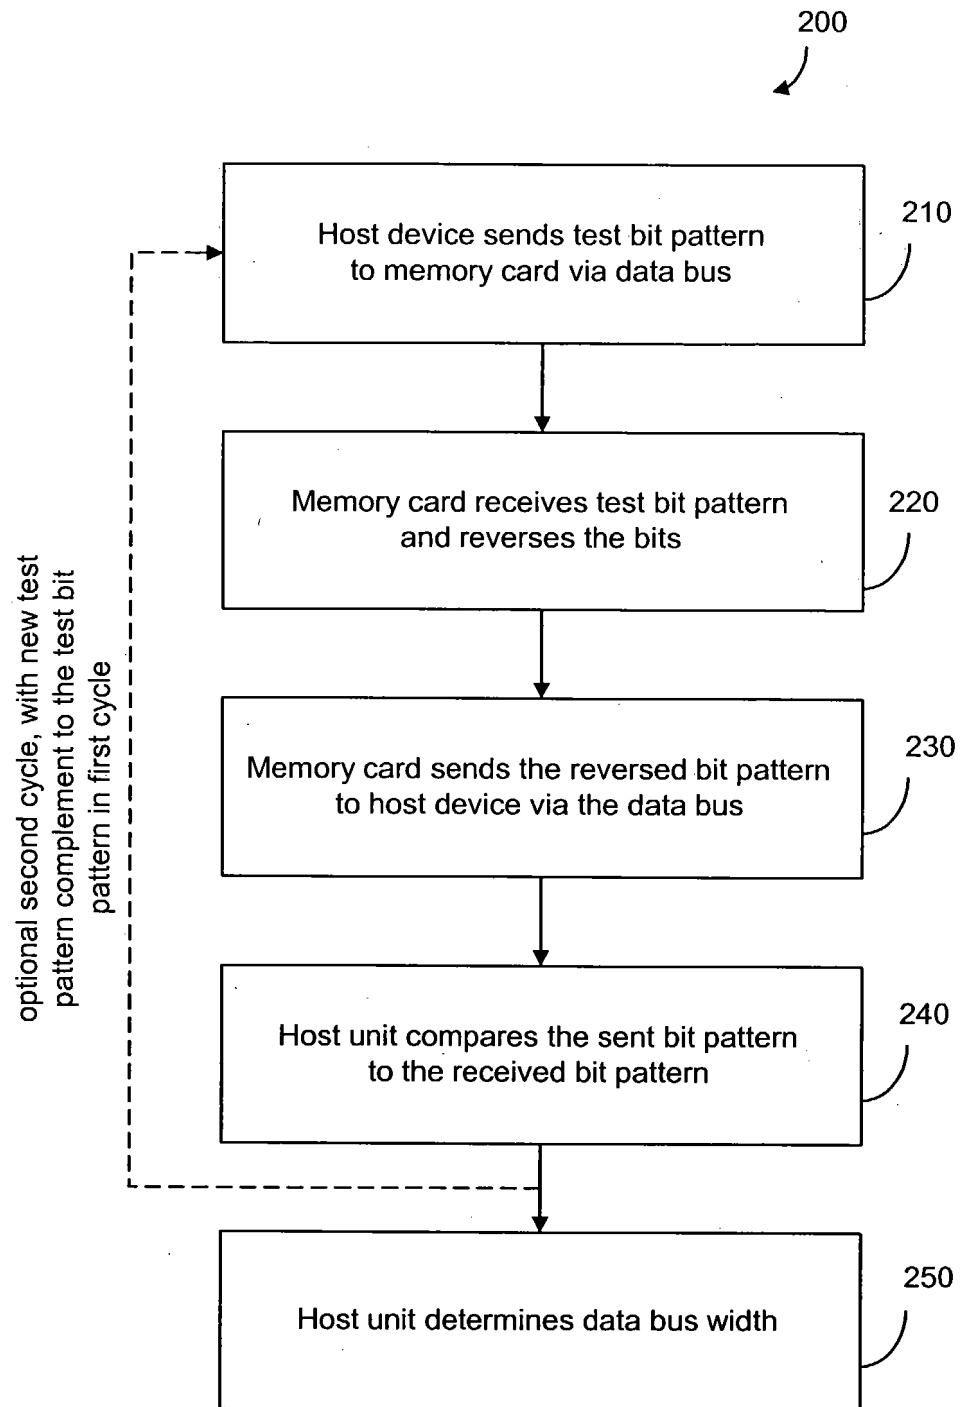 200
Host device sends test bit pattern
to memory card via data bus
210
Memory card receives test bit pattern
and reverses the bits
220
Memory card sends the reversed bit pattern
to host device via the data bus
230
Host unit compares the sent bit pattern
to the received bit pattern
240
Host unit determines data bus width
250
optional second cycle, with new test
pattern complement to the test bit
pattern in first cycle